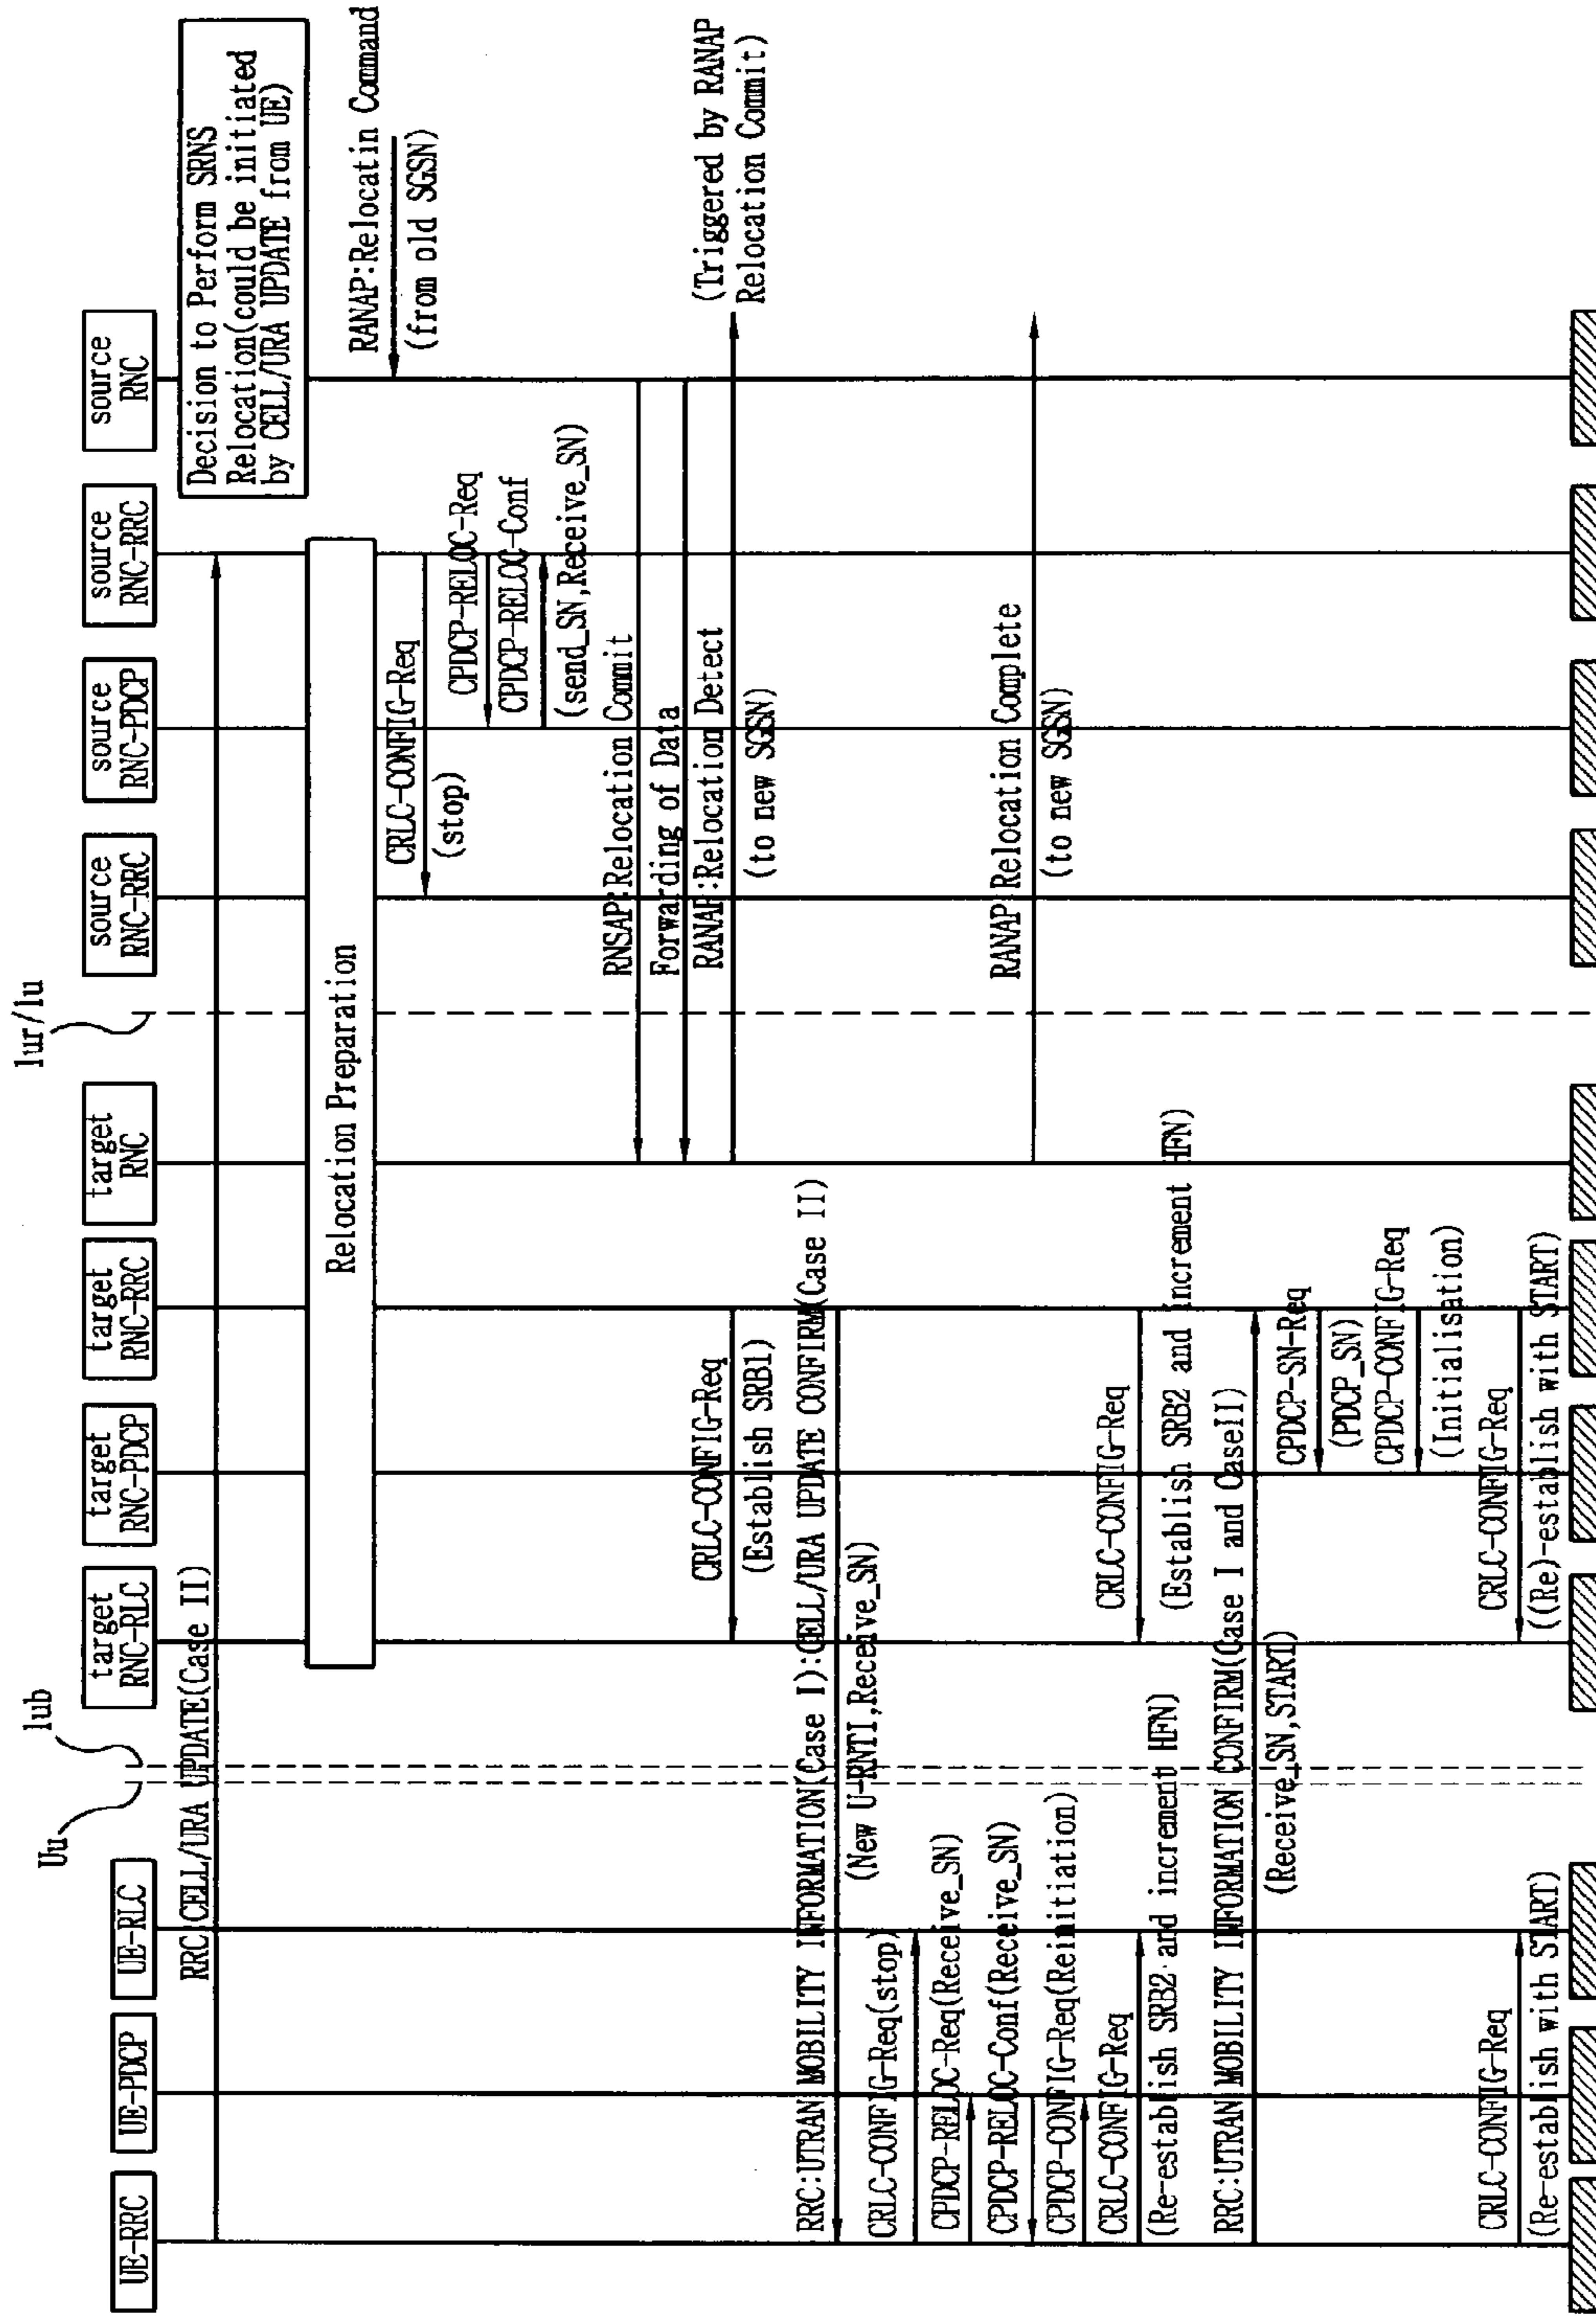 Uu
Iub
Iur/Iu
UE-RRC
UE-PDCP
UE-RLC
target
RNC-RLC
target
RNC-PDCP
target
RNC-RRC
target
RNC
source
RNC-RRC
source
RNC-PDCP
source
RNC-RRC
source
RNC
Decision to Perform SRNS
Relocation(could be initiated
by CELL/URA UPDATE from UE)
RRC:CELL/URA UPDATE(Case II)
Relocation Preparation
RANAP:Relocatin Command
(from old SGSN)
CRLC-CONFIG-Req
(stop)
CPDCP-RELOC-Req
CPDCP-RELOC-Conf
(send_SN,Receive_SN)
RNSAP:Relocation Commit
Forwarding of Data
RANAP:Relocation Detect
(to new SGSN)
(Triggered by RANAP
Relocation Commit)
CRLC-CONFIG-Req
(Establish SRB1)
RRC:UTRAN MOBILITY INFORMATION(Case I):CELL/URA UPDATE CONFIRM(Case II)
(New U-RNTI,Receive_SN)
CRLC-CONFIG-Req(stop)
CPDCP-RELOC-Req(Receive_SN)
CPDCP-RELOC-Conf(Receive_SN)
RANAP:Relocation Complete
(to new SGSN)
CPDCP-CONFIG-Req(Reinitiation)
CRLC-CONFIG-Req
(Re-establish SRB2 and increment HFN)
CRLC-CONFIG-Req
(Establish SRB2 and Increment HFN)
RRC:UTRAN MOBILITY INFORMATION CONFIRM(Case I and CaseII)
(Receive_SN,START)
CPDCP-SN-Req
(PDCP_SN)
CPDCP-CONFIG-Req
(Initialisation)
CRLC-CONFIG-Req
(Re-establish with START)
CRLC-CONFIG-Req
((Re)-establish with START)